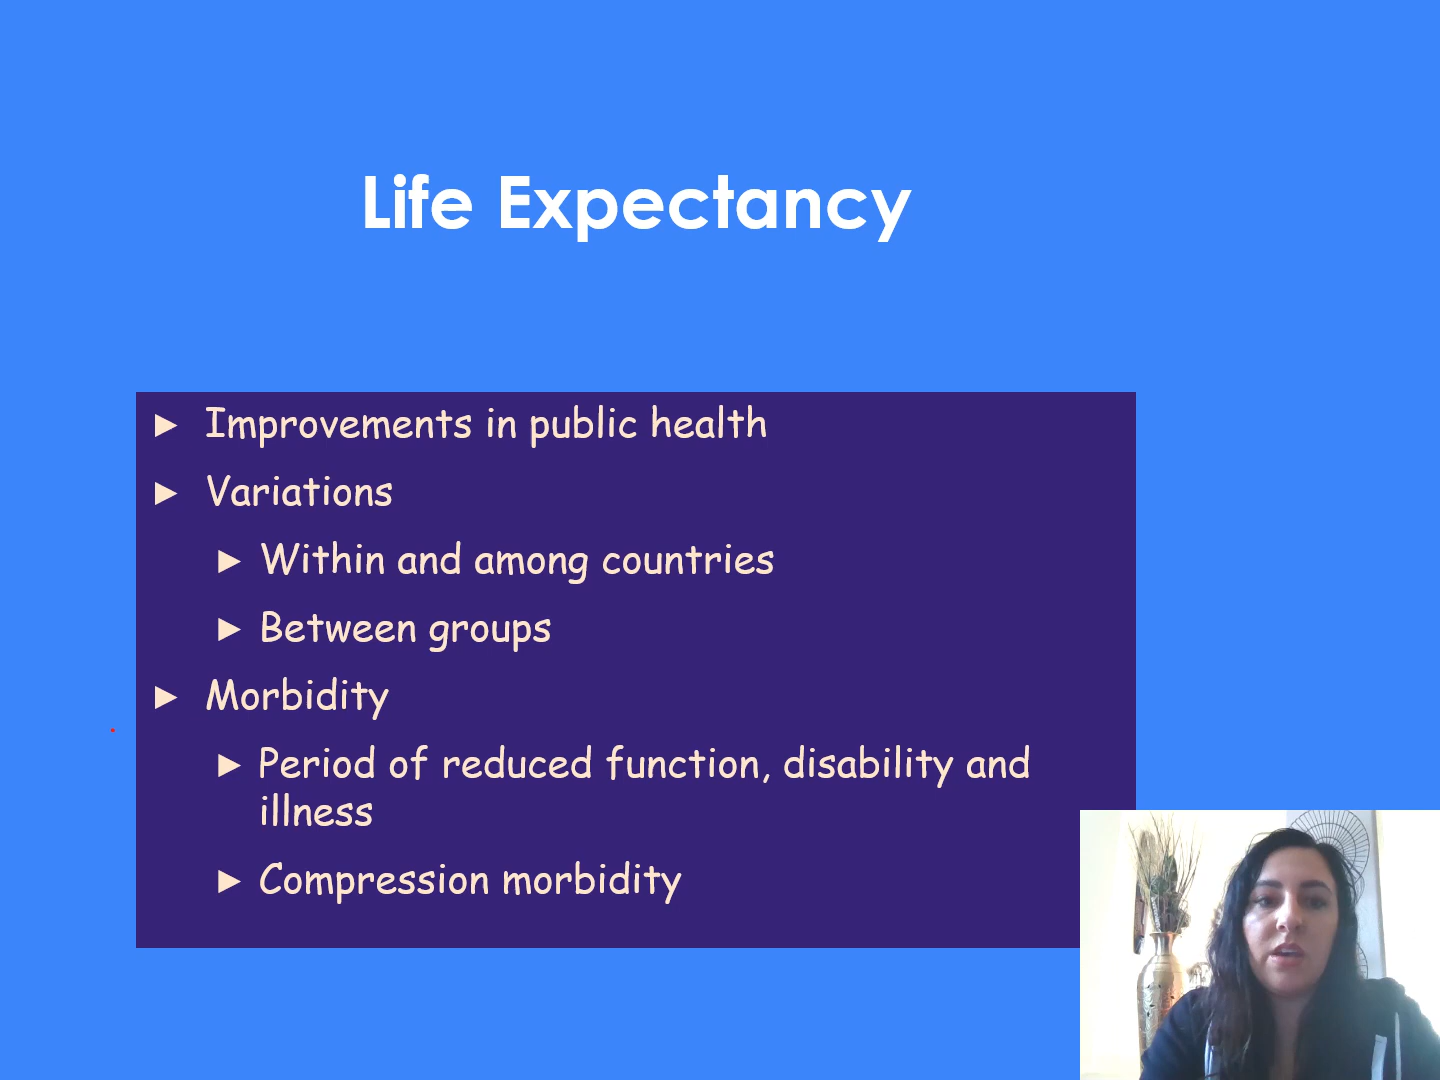 Life Expectancy
► Improvements in public health
► Variations
► Within and among countries
► Between groups
► Morbidity
► Period of reduced function, disability and
illness
► Compression morbidity